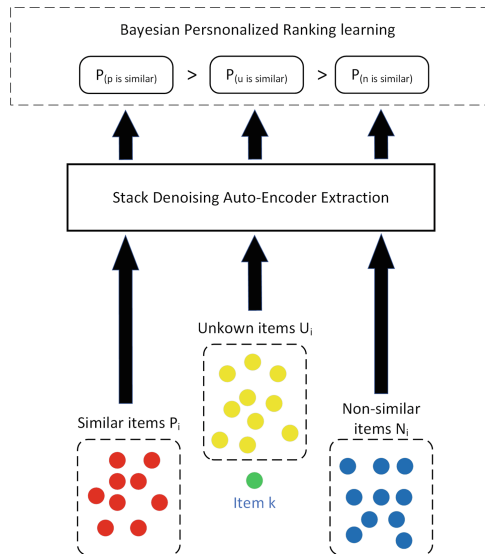 Bayesian Persnonalized Ranking learning
P(p is similar) > P(u is similar) > P(n is similar)
Stack Denoising Auto-Encoder Extraction
Unkown items Ui
Similar items Pi
Non-similar
items Ni
Item k